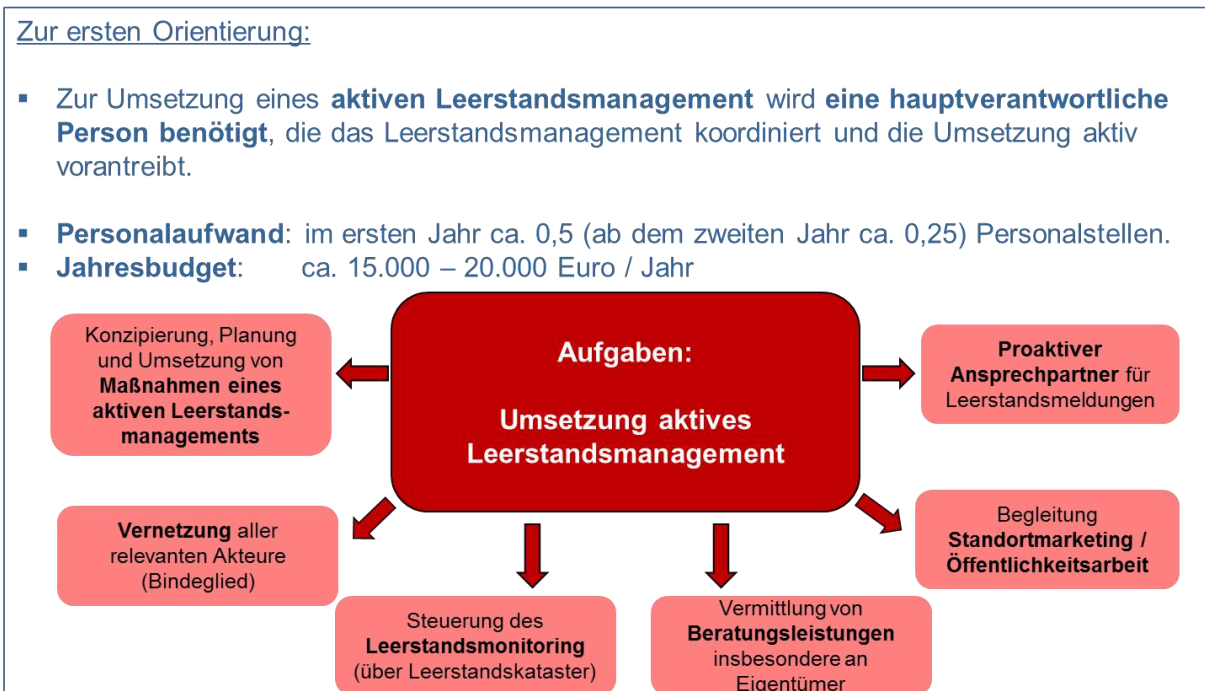 Zur ersten Orientierung:
▪ Zur Umsetzung eines aktiven Leerstandsmanagement wird eine hauptverantwortliche
Person benötigt, die das Leerstandsmanagement koordiniert und die Umsetzung aktiv
vorantreibt.
▪ Personalaufwand: im ersten Jahr ca. 0,5 (ab dem zweiten Jahr ca. 0,25) Personalstellen.
▪ Jahresbudget: ca. 15.000 – 20.000 Euro / Jahr
Konzipierung, Planung
und Umsetzung von
Maßnahmen eines
aktiven Leerstands-
managements
Aufgaben:
Umsetzung aktives
Leerstandsmanagement
Proaktiver
Ansprechpartner für
Leerstandsmeldungen
Vernetzung aller
relevanten Akteure
(Bindeglied)
Begleitung
Standortmarketing /
Öffentlichkeitsarbeit
Steuerung des
Leerstandsmonitoring
(über Leerstandskataster)
Vermittlung von
Beratungsleistungen
insbesondere an
Eigentümer